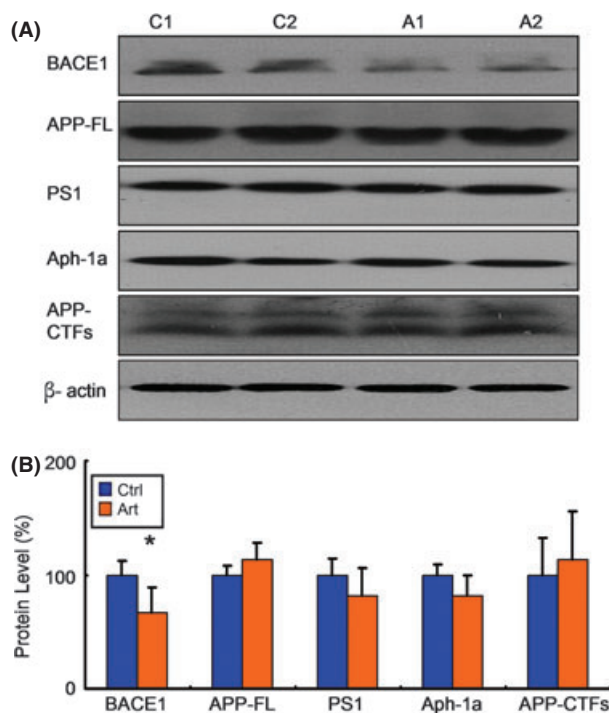 (A)
C1 C2 A1 A2
BACE1
APP-FL
PS1
Aph-1a
APP-
CTFs
β- actin
(B)
200
100
0
Protein Level (%)
Ctrl
Art
*
BACE1 APP-FL PS1 Aph-1a APP-CTFs